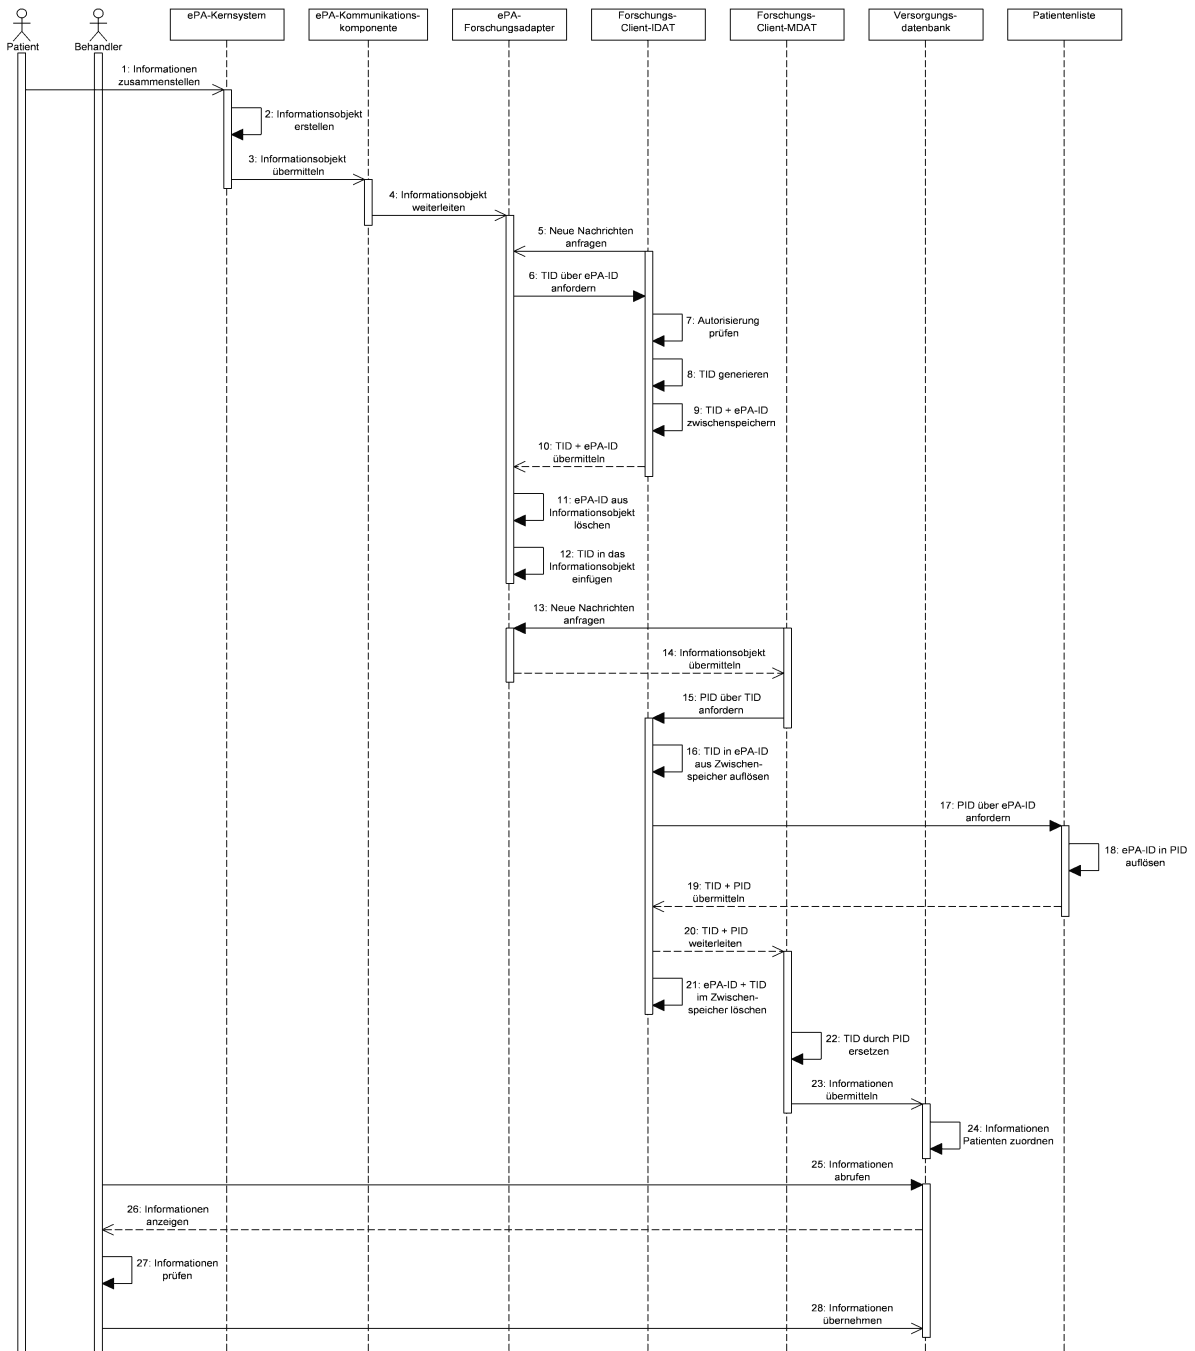 Patient
Behandler
ePA-Kernsystem
ePA-Kommunikations-
komponente
ePA-
Forschungsadapter
Forschungs-
Client-IDAT
Forschungs-
Client-MDAT
Versorgungs-
datenbank
Patientenliste
1: Informationen
zusammenstellen
2: Informationsobjekt
erstellen
3: Informationsobjekt
übermitteln
4: Informationsobjekt
weiterleiten
5: Neue Nachrichten
anfragen
6: TID über ePA-ID
anfordern
7: Autorisierung
prüfen
8: TID generieren
9: TID + ePA-ID
zwischenspeichern
10: TID + ePA-ID
übermitteln
11: ePA-ID aus
Informationsobjekt
löschen
12: TID in das
Informationsobjekt
einfügen
13: Neue Nachrichten
anfragen
14: Informationsobjekt
übermitteln
15: PID über TID
anfordern
16: TID in ePA-ID
aus Zwischen-
speicher auflösen
17: PID über ePA-ID
anfordern
18: ePA-ID in PID
auflösen
19: TID + PID
übermitteln
20: TID + PID
weiterleiten
21: ePA-ID + TID
im Zwischen-
speicher löschen
22: TID durch PID
ersetzen
23: Informationen
übermitteln
24: Informationen
Patienten zuordnen
25: Informationen
abrufen
26: Informationen
anzeigen
27: Informationen
prüfen
28: Informationen
übernehmen